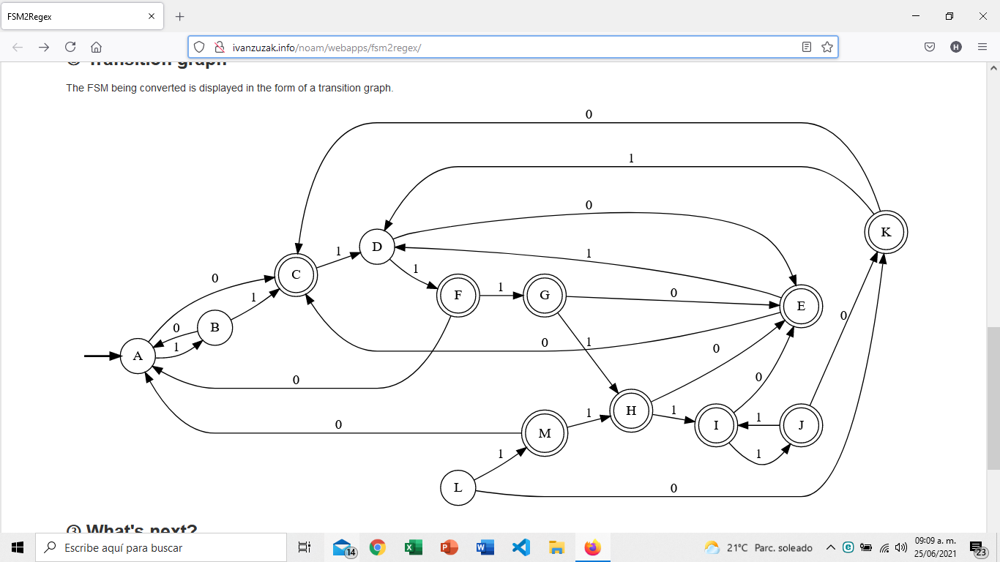 FSM2Regex
ivanzuzak.info/noam/webapps/fsm2regex/
H
② Transition graph
The FSM being converted is displayed in the form of a transition graph.
0
1
0
K
D
1
1
0
C
1
F
1
G
0
E
0
1
B
0
1
A
0
1
0
0
0
0
1
H
1
I
1
J
0
M
1
1
1
L
0
③ What's next?
Escribe aquí para buscar
14
21°C Parc. soleado
09:09 a. m.
25/06/2021
23